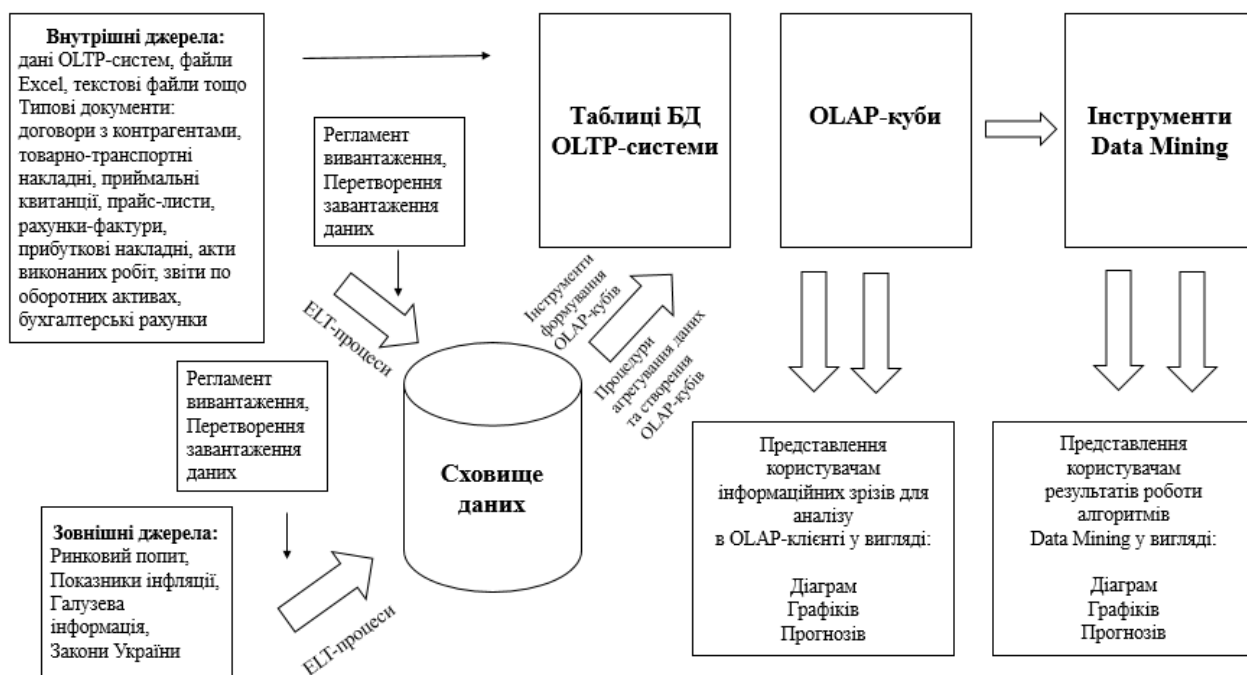 Внутрішні джерела:
дані OLTP-систем, файли
Excel, текстові файли тощо
Типові документи:
договори з контрагентами,
товарно-транспортні
накладні, приймальні
квитанції, прайс-листи,
рахунки-фактури,
прибуткові накладні, акти
виконаних робіт, звіти по
оборотних активах,
бухгалтерські рахунки
Регламент
вивантаження,
Перетворення
завантаження
даних
ELT-процеси
Таблиці БД
OLTP-системи
OLAP-куби
Інструменти
Data Mining
Інструменти
формування
OLAP-кубів
Процедури
агрегування даних
та створення
OLAP-кубів
Регламент
вивантаження,
Перетворення
завантаження
даних
Сховище
даних
Зовнішні джерела:
Ринковий попит,
Показники інфляції,
Галузева
інформація,
Закони України
ELT-процеси
Представлення
користувачам
інформаційних зрізів для
аналізу
в OLAP-клієнті у вигляді:
Діаграм
Графіків
Прогнозів
Представлення
користувачам
результатів роботи
алгоритмів
Data Mining у вигляді:
Діаграм
Графіків
Прогнозів